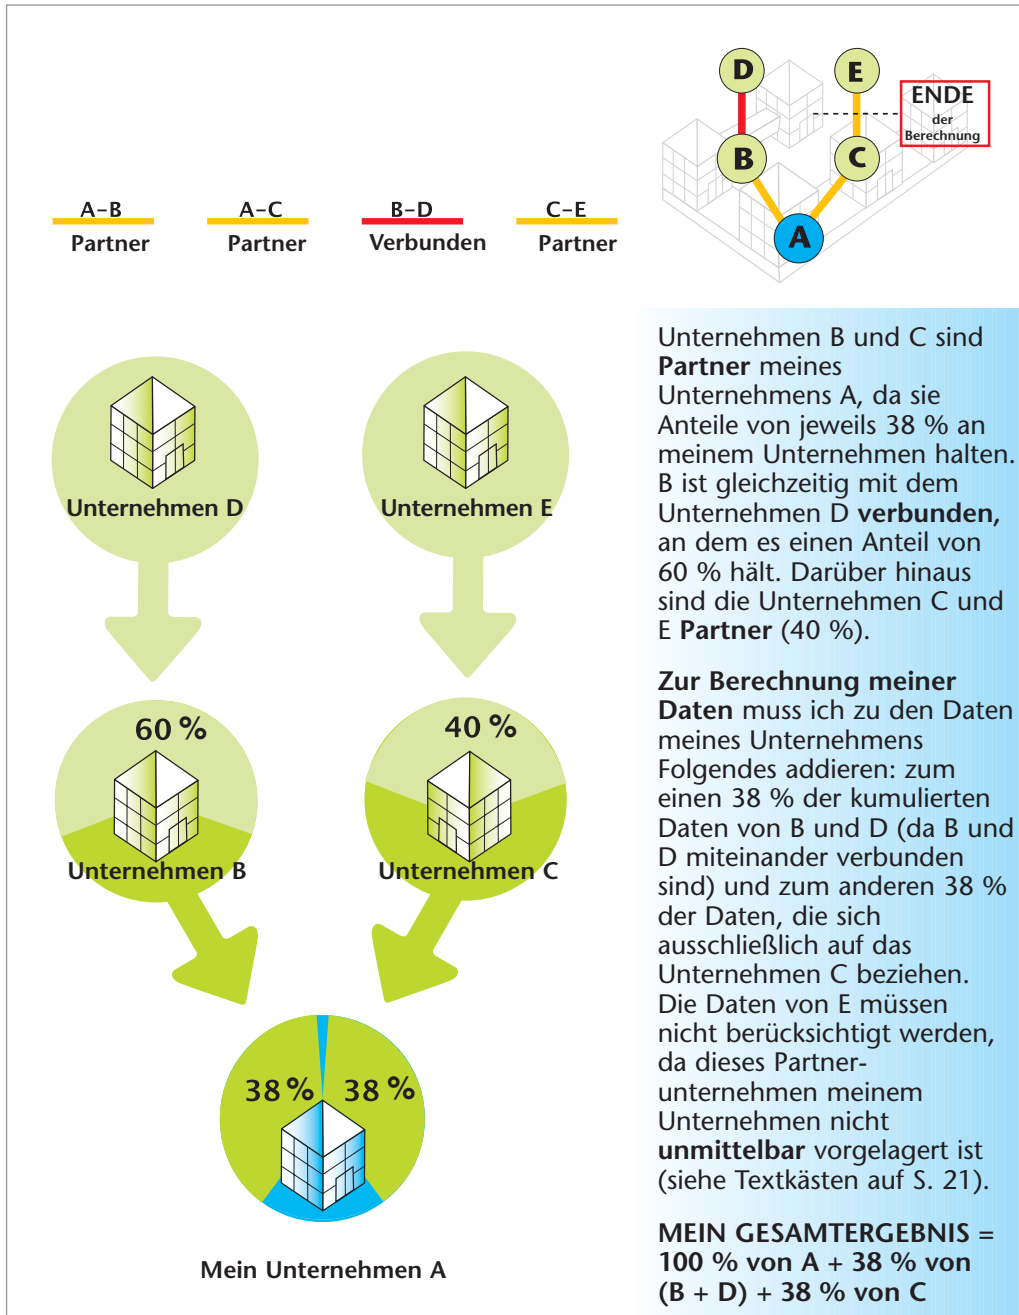 D
E
ENDE
der
Berechnung
B
C
A
A–B
Partner
A–C
Partner
B–D
Verbunden
C–E
Partner
Unternehmen D
Unternehmen E
60 %
40 %
Unternehmen B
Unternehmen C
38 %
38 %
Mein Unternehmen A
Unternehmen B und C sind
Partner meines
Unternehmens A, da sie
Anteile von jeweils 38 % an
meinem Unternehmen halten.
B ist gleichzeitig mit dem
Unternehmen D verbunden,
an dem es einen Anteil von
60 % hält. Darüber hinaus
sind die Unternehmen C und
E Partner (40 %).
Zur Berechnung meiner
Daten muss ich zu den Daten
meines Unternehmens
Folgendes addieren: zum
einen 38 % der kumulierten
Daten von B und D (da B und
D miteinander verbunden
sind) und zum anderen 38 %
der Daten, die sich
ausschließlich auf das
Unternehmen C beziehen.
Die Daten von E müssen
nicht berücksichtigt werden,
da dieses Partner-
unternehmen meinem
Unternehmen nicht
unmittelbar vorgelagert ist
(siehe Textkästen auf S. 21).
MEIN GESAMTERGEBNIS =
100 % von A + 38 % von
(B + D) + 38 % von C